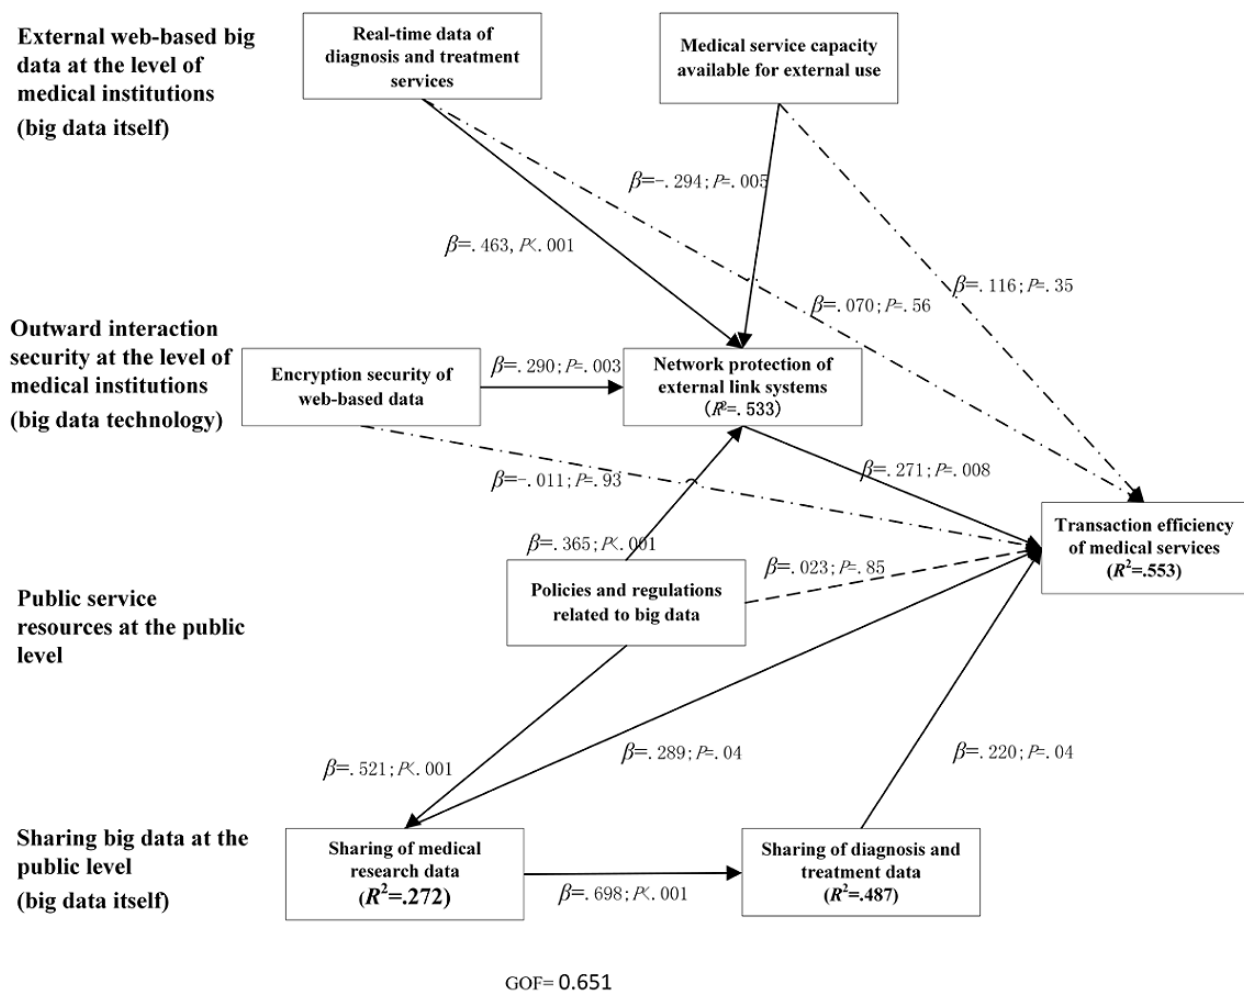 External web-based big
data at the level of
medical institutions
(big data itself)
Real-time data of
diagnosis and treatment
services
Medical service capacity
available for external use
β=-.294;P=.005
β=.463,P<.001
β=.116;P=.35
β=.070;P=.56
Outward interaction
security at the level of
medical institutions
(big data technology)
Encryption security of
web-based data
β=.290;P=.003
Network protection of
external link systems
(R²=.533)
β=-.011;P=.93
β=.271;P=.008
β=.365;P<.001
β=.023;P=.85
Transaction efficiency
of medical services
(R²=.553)
Public service
resources at the public
level
Policies and regulations
related to big data
β=.521;P<.001
β=.289;P=.04
β=.220;P=.04
Sharing big data at the
public level
(big data itself)
Sharing of medical
research data
(R²=.272)
β=.698;P<.001
Sharing of diagnosis and
treatment data
(R²=.487)
GOF= 0.651